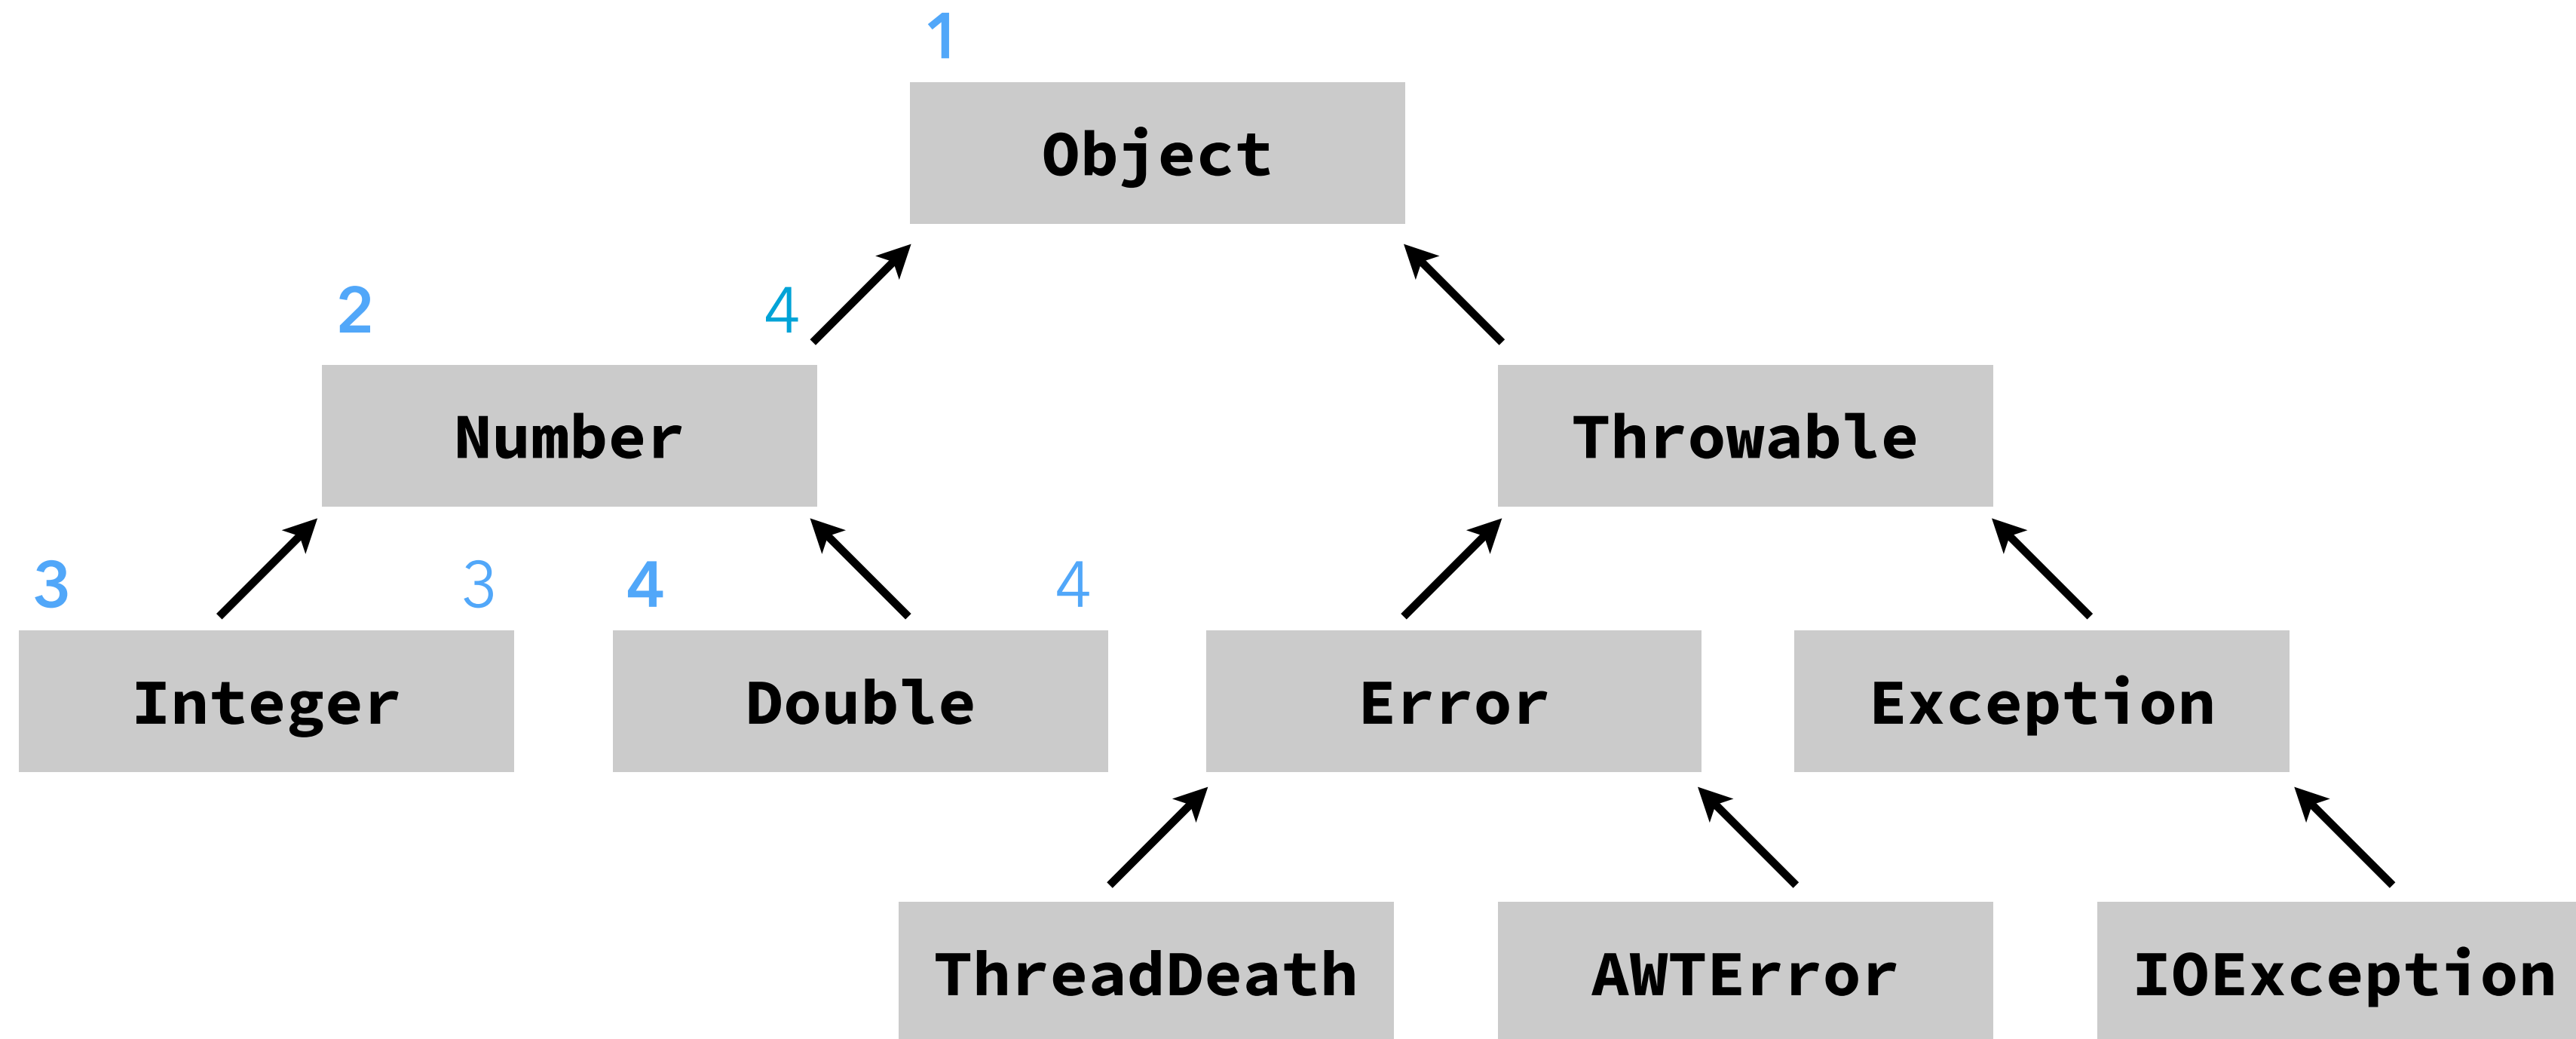 1
Object
2 4
Number Throwable
3 3 4 4
Integer Double Error Exception
ThreadDeath AWTError IOException